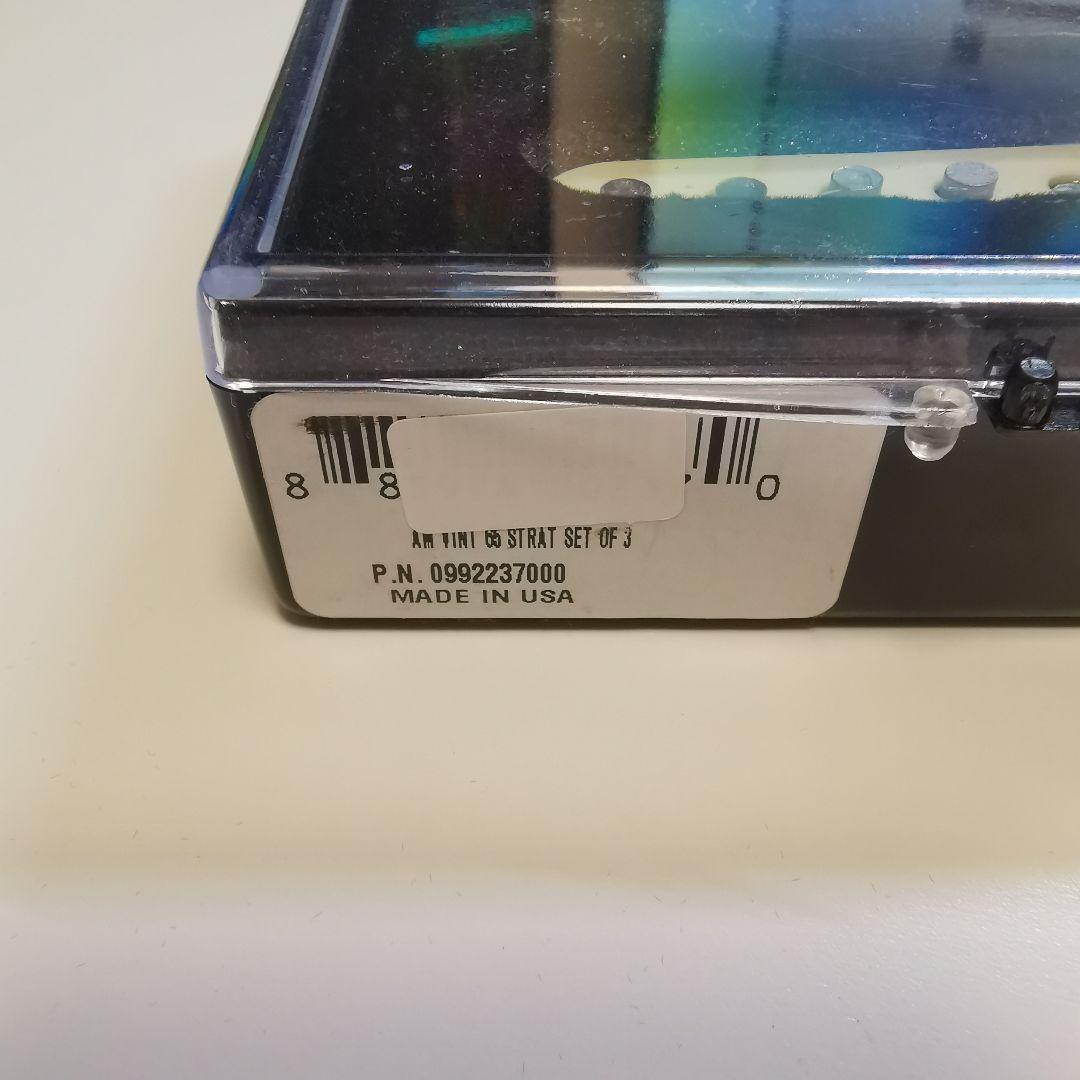 8 8 0
AM VINT 65 STRAT SET OF 3
P.N. 0992237000
MADE IN USA